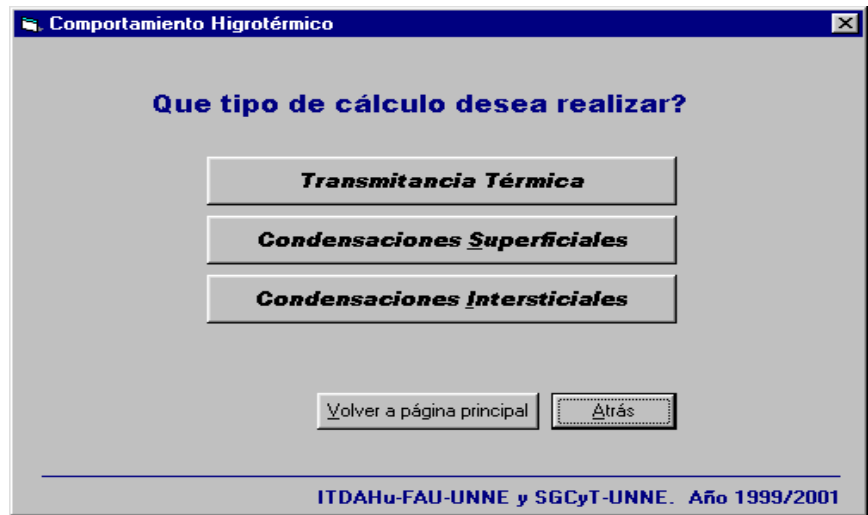 Comportamiento Higrotérmico
Que tipo de cálculo desea realizar?
Transmitancia Térmica
Condensaciones Superficiales
Condensaciones Intersticiales
Volver a página principal
Atrás
ITDAHu-FAU-UNNE y SGCyT-UNNE. Año 1999/2001